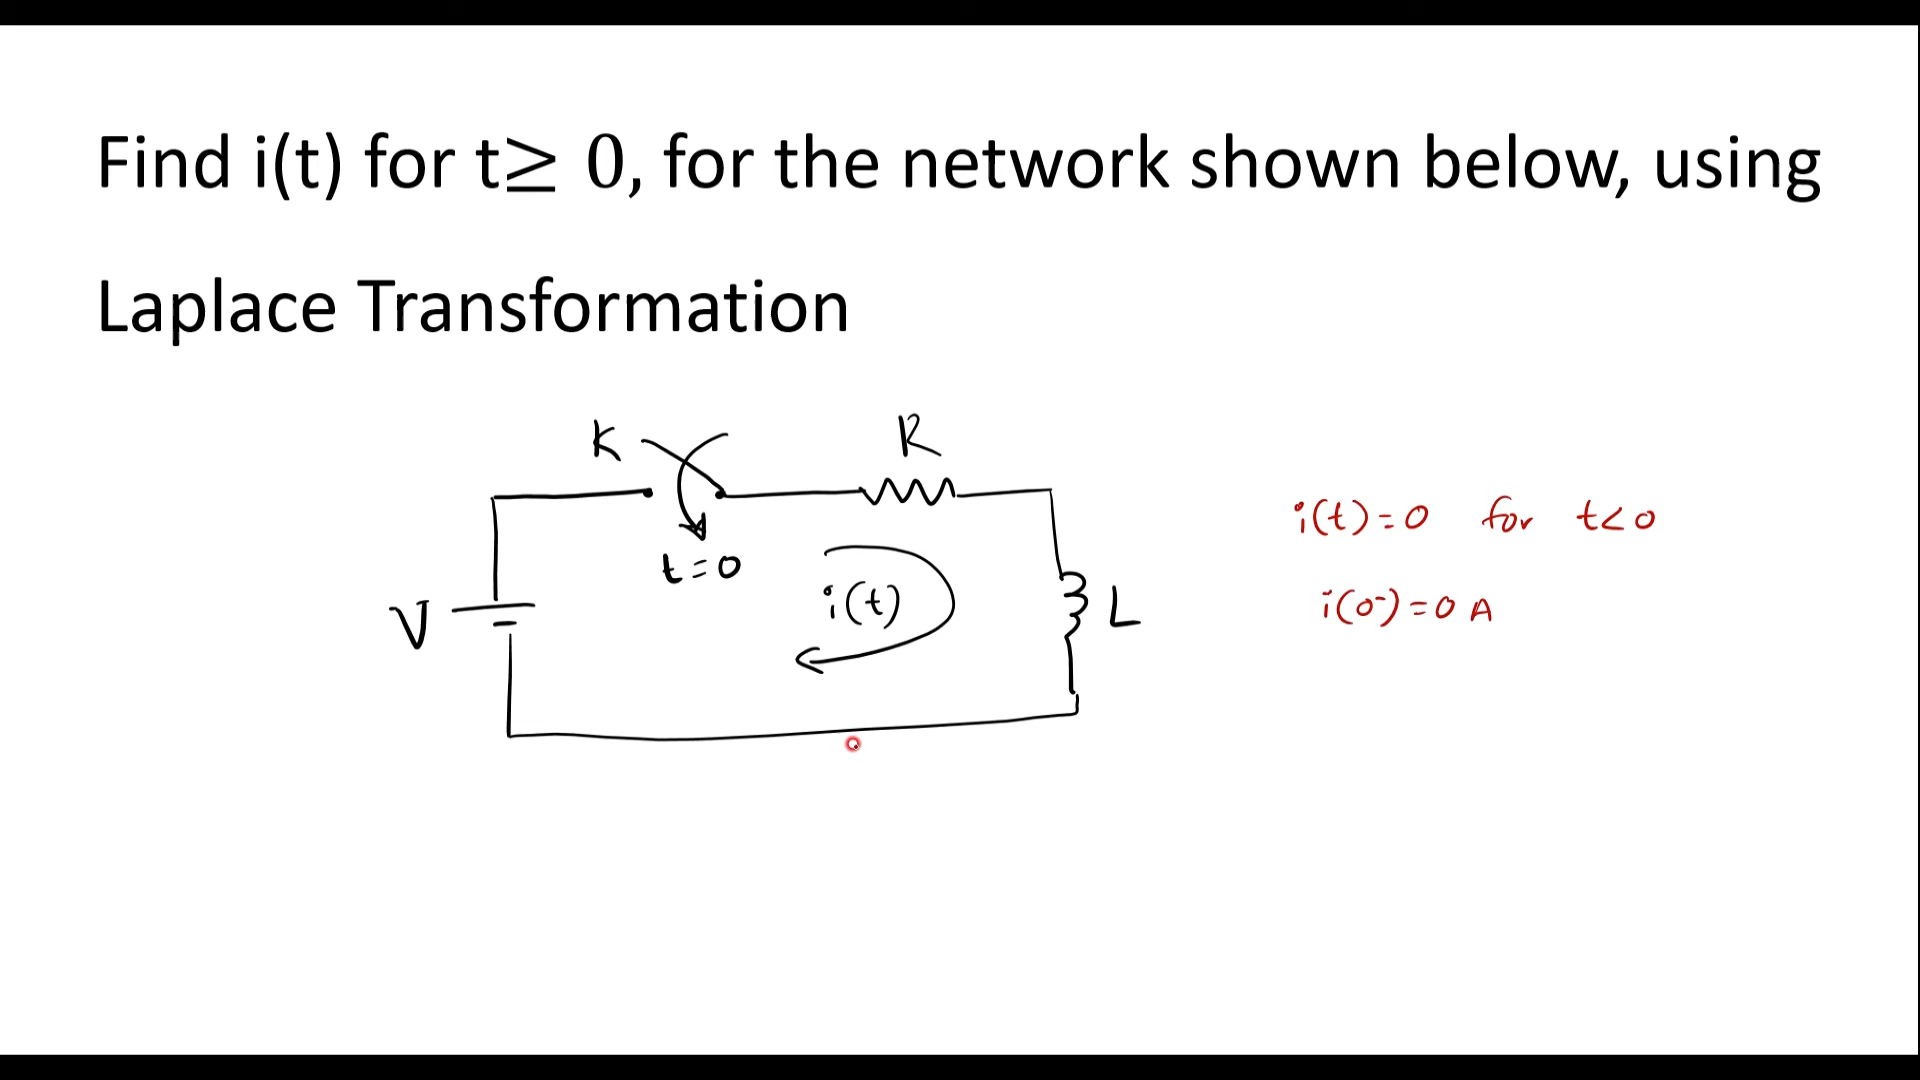 Find i(t) for t≥ 0, for the network shown below, using
Laplace Transformation
K
R
i(t)=0 for t<0
t=0
V
i(t)
L
i(0⁻)=0 A